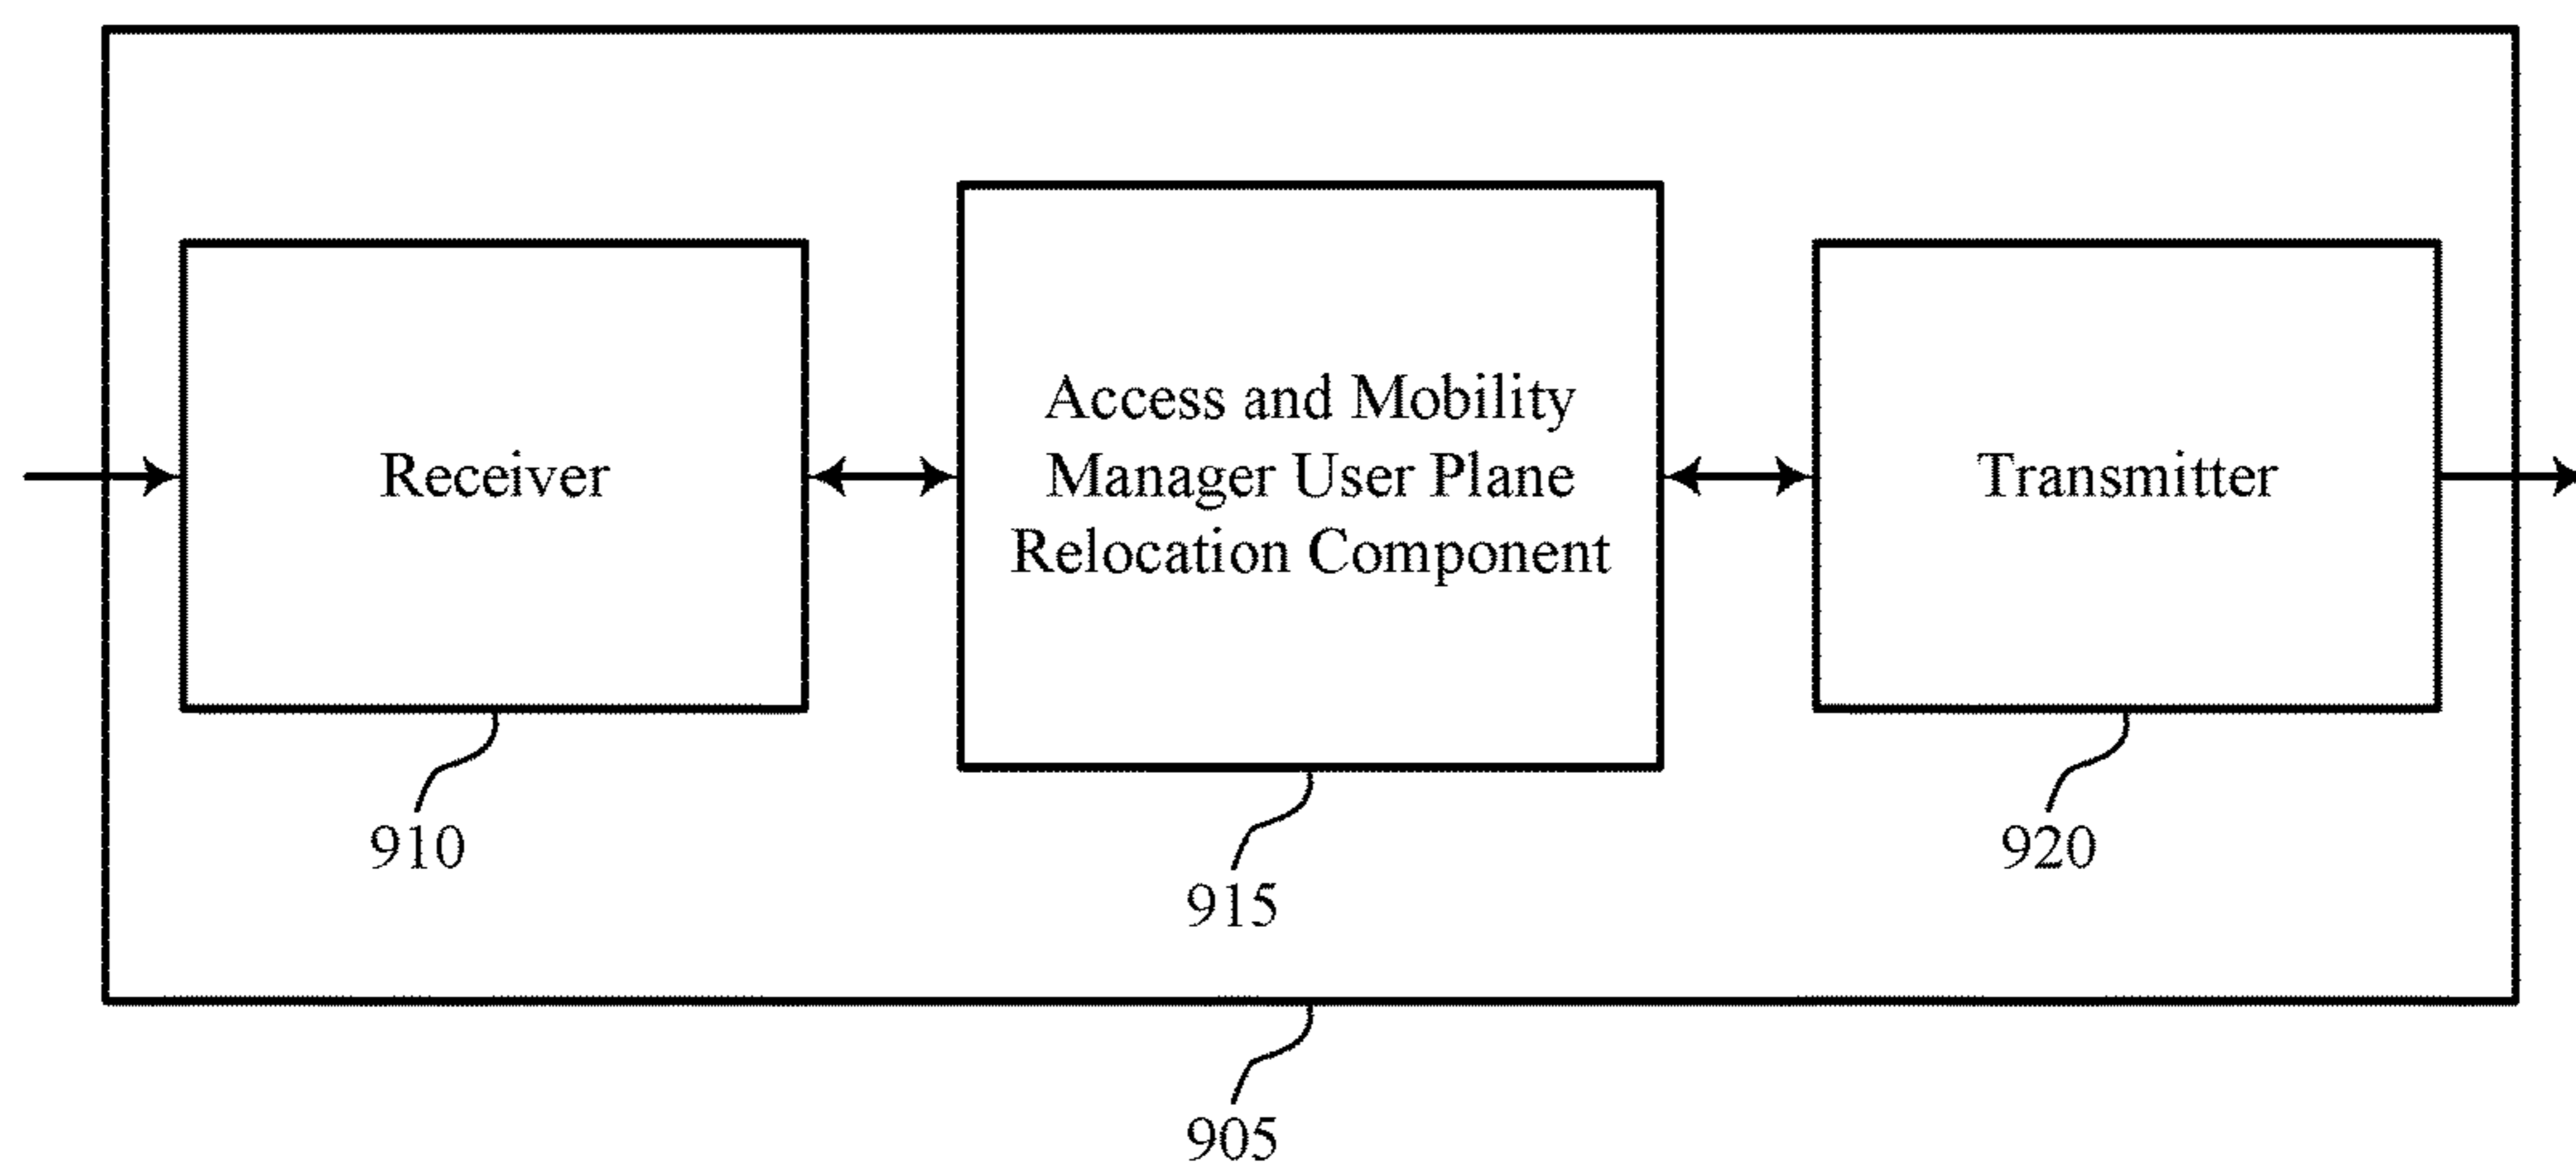 Receiver
Access and Mobility
Manager User Plane
Relocation Component
Transmitter
910
915
920
905